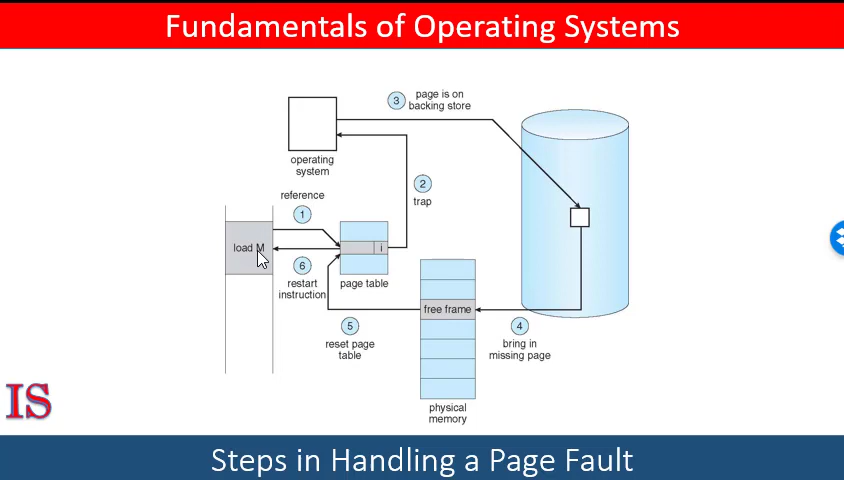 Fundamentals of Operating Systems
3
page is on
backing store
operating
system
2
trap
reference
1
load M
i
6
restart
instruction
page table
free frame
5
reset page
table
4
bring in
missing page
physical
memory
IS
Steps in Handling a Page Fault